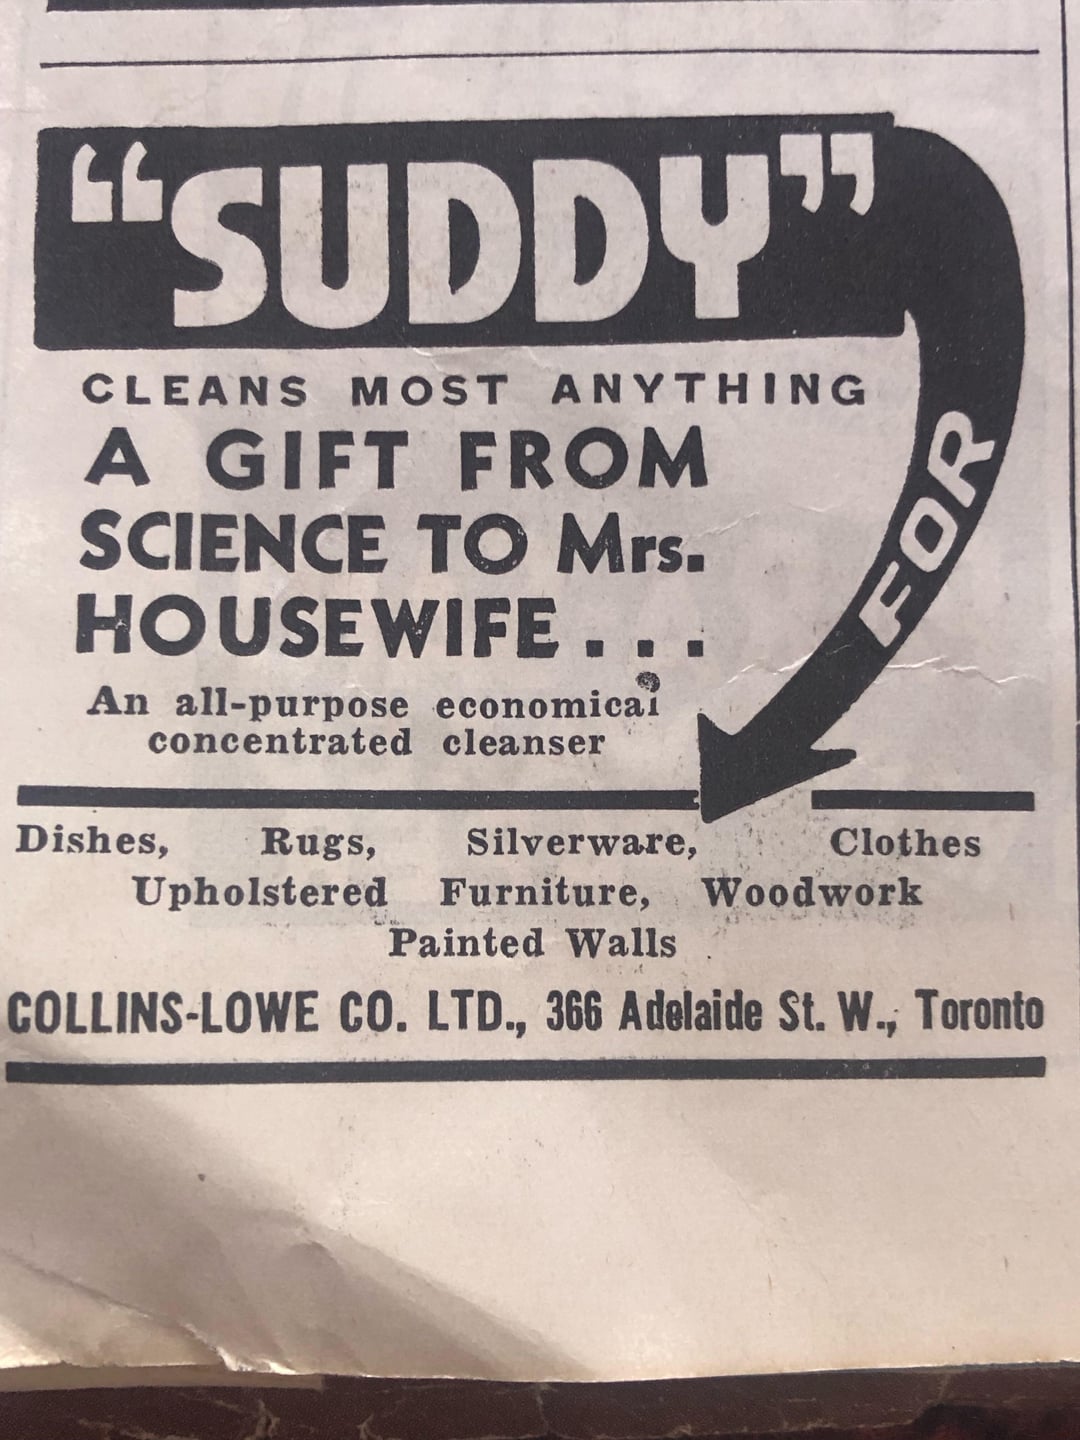 “SUDDY”
CLEANS MOST ANYTHING
A GIFT FROM
SCIENCE TO Mrs.
HOUSEWIFE . . .
An all-purpose economical
concentrated cleanser
FOR
Dishes, Rugs, Silverware, Clothes
Upholstered Furniture, Woodwork
Painted Walls
COLLINS-LOWE CO. LTD., 366 Adelaide St. W., Toronto